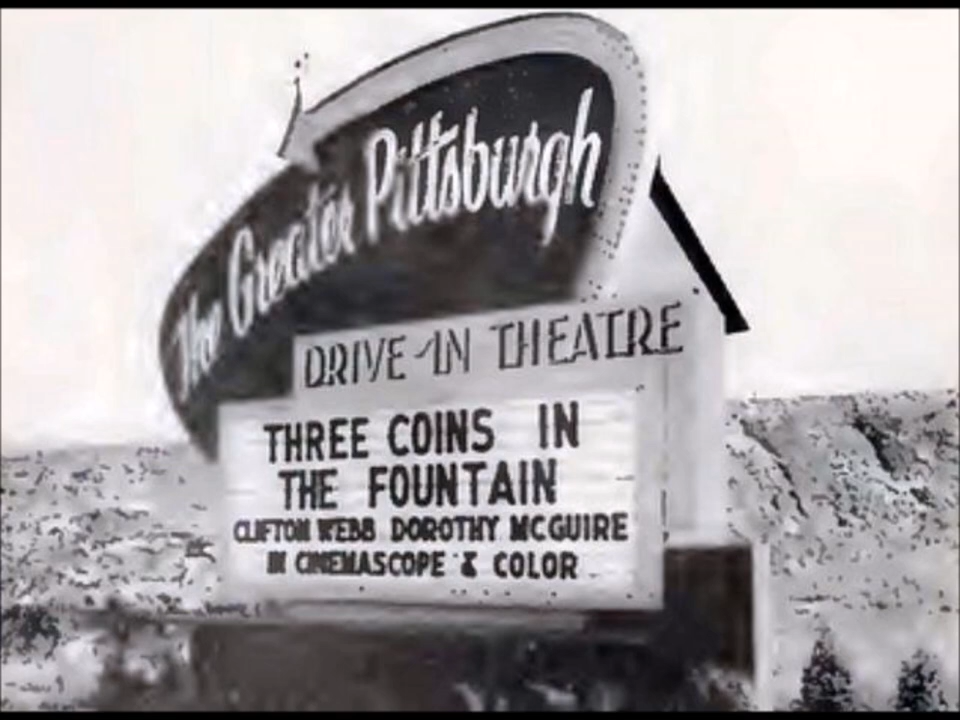 The Greater Pittsburgh
DRIVE-IN THEATRE
THREE COINS IN
THE FOUNTAIN
CLIFTON WEBB DOROTHY MCGUIRE
IN CINEMASCOPE & COLOR